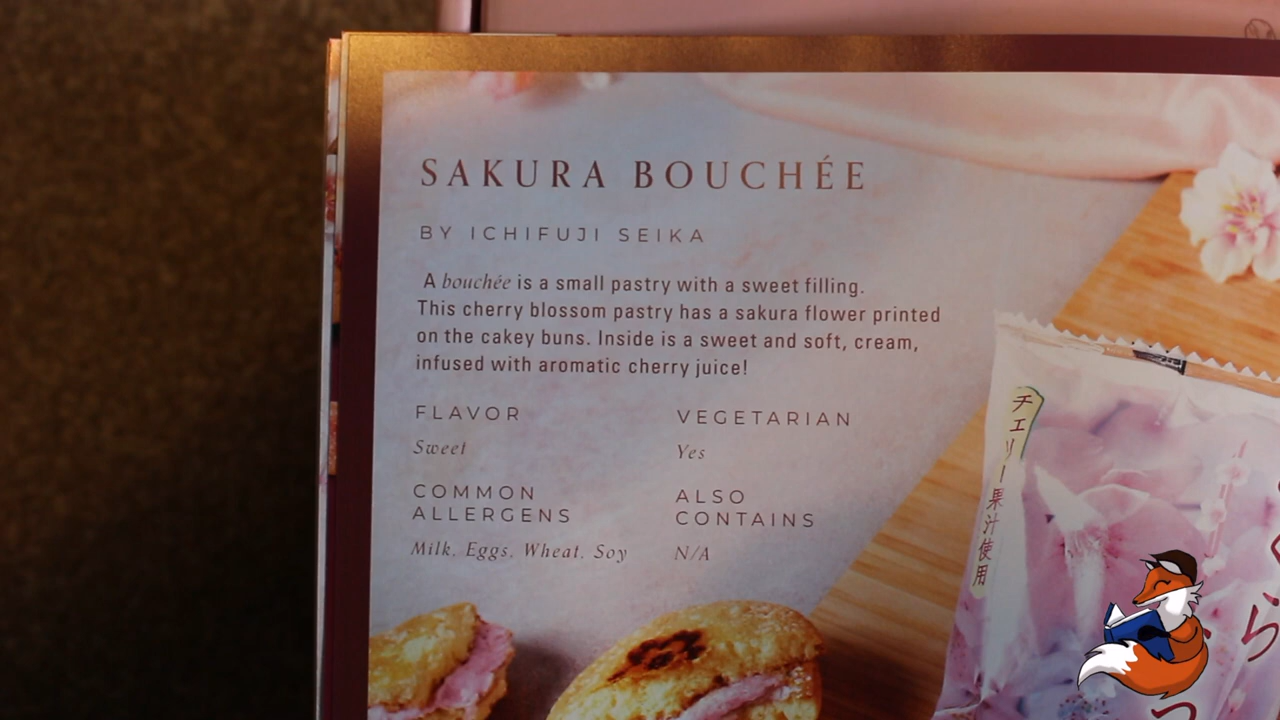 SAKURA BOUCHÉE
BY ICHIFUJI SEIKA
A bouchée is a small pastry with a sweet filling.
This cherry blossom pastry has a sakura flower printed
on the cakey buns. Inside is a sweet and soft, cream,
infused with aromatic cherry juice!
FLAVOR
Sweet
VEGETARIAN
Yes
COMMON
ALLERGENS
Milk, Eggs, Wheat, Soy
ALSO
CONTAINS
N/A
チェリー果汁使用